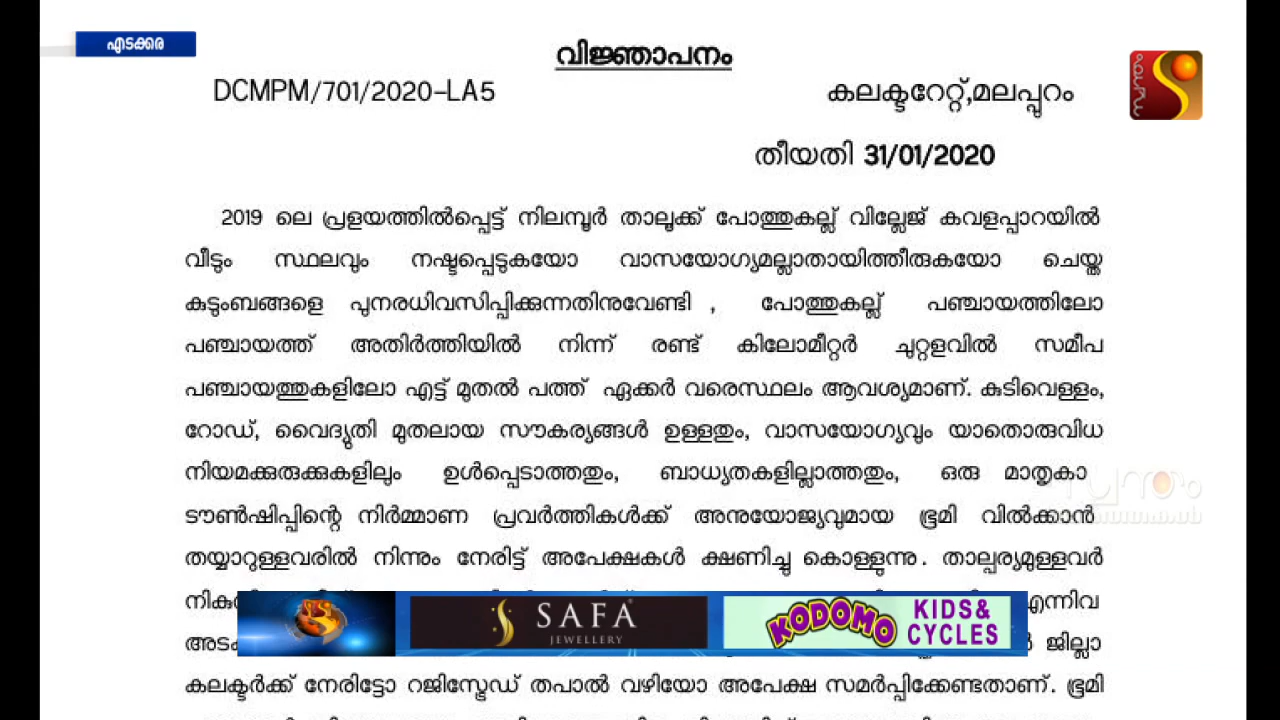 എടക്കര
വിജ്ഞാപനം
DCMPM/701/2020-LA5 കലക്ടറേറ്റ്,മലപ്പുറം
തീയതി 31/01/2020
2019 ലെ പ്രളയത്തിൽപ്പെട്ട് നിലമ്പൂർ താലൂക്ക് പോത്തുകല്ല് വില്ലേജ് കവളപ്പാറയിൽ
വീടും സ്ഥലവും നഷ്ടപ്പെടുകയോ വാസയോഗ്യമല്ലാതായിത്തീരുകയോ ചെയ്ത
കുടുംബങ്ങളെ പുനരധിവസിപ്പിക്കുന്നതിനുവേണ്ടി , പോത്തുകല്ല് പഞ്ചായത്തിലോ
പഞ്ചായത്ത് അതിർത്തിയിൽ നിന്ന് രണ്ട് കിലോമീറ്റർ ചുറ്റളവിൽ സമീപ
പഞ്ചായത്തുകളിലോ എട്ട് മുതൽ പത്ത് ഏക്കർ വരെസ്ഥലം ആവശ്യമാണ്. കുടിവെള്ളം,
റോഡ്, വൈദ്യുതി മുതലായ സൗകര്യങ്ങൾ ഉള്ളതും, വാസയോഗ്യവും യാതൊരുവിധ
നിയമക്കുരുക്കുകളിലും ഉൾപ്പെടാത്തതും, ബാധ്യതകളില്ലാത്തതും, ഒരു മാതൃകാ
ടൗൺഷിപ്പിന്റെ നിർമ്മാണ പ്രവർത്തികൾക്ക് അനുയോജ്യവുമായ ഭൂമി വിൽക്കാൻ
തയ്യാറുള്ളവരിൽ നിന്നും നേരിട്ട് അപേക്ഷകൾ ക്ഷണിച്ചു കൊള്ളുന്നു. താല്പര്യമുള്ളവർ
എന്നിവ
ജില്ലാ
കലക്ടർക്ക് നേരിട്ടോ റജിസ്ട്രേഡ് തപാൽ വഴിയോ അപേക്ഷ സമർപ്പിക്കേണ്ടതാണ്. ഭൂമി
SAFA
JEWELLERY
KODOMO KIDS&
CYCLES